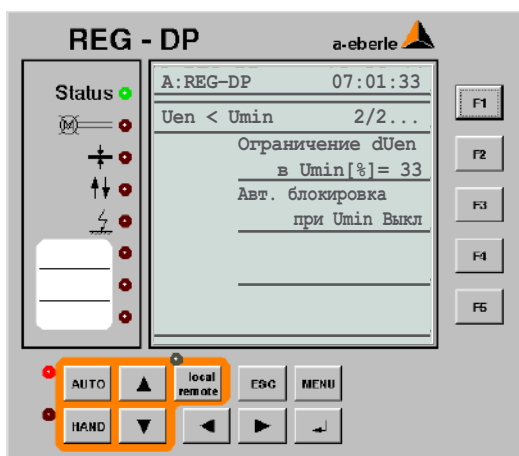 REG - DP
a-eberle
Status
A:REG-DP 07:01:33
Uen < Umin 2/2...
Ограничение dUen
в Umin[%]= 33
Авт. блокировка
при Umin Выкл
F1
F2
F3
F4
F5
AUTO
local
remote
ESC
MENU
HAND